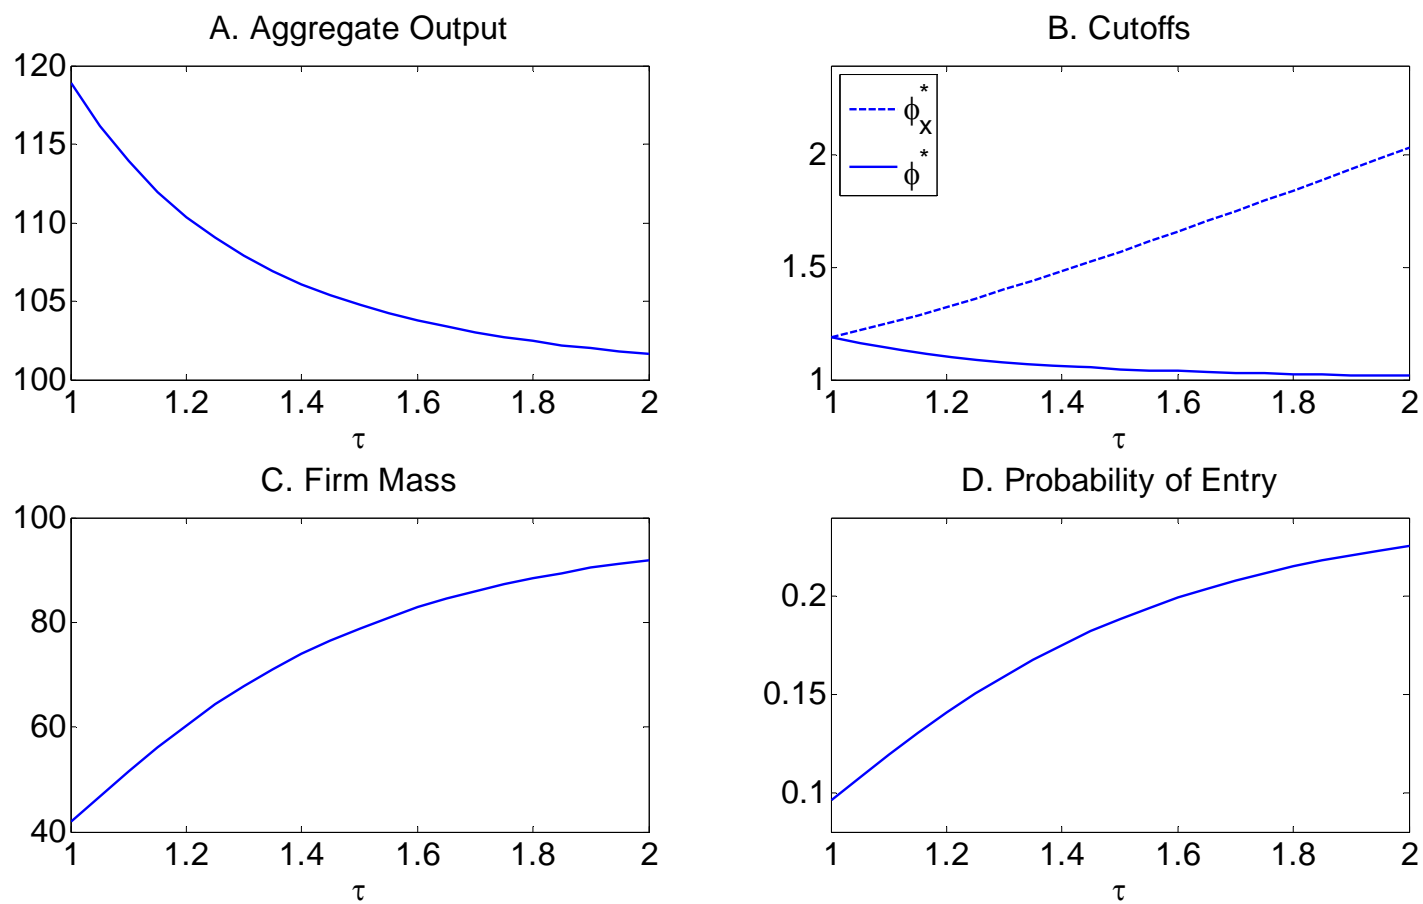 A. Aggregate Output
120
115
110
105
100
1 1.2 1.4 1.6 1.8 2
τ
B. Cutoffs
ϕ*x
ϕ*
2
1.5
1
1 1.2 1.4 1.6 1.8 2
τ
C. Firm Mass
100
80
60
40
1 1.2 1.4 1.6 1.8 2
τ
D. Probability of Entry
0.2
0.15
0.1
1 1.2 1.4 1.6 1.8 2
τ